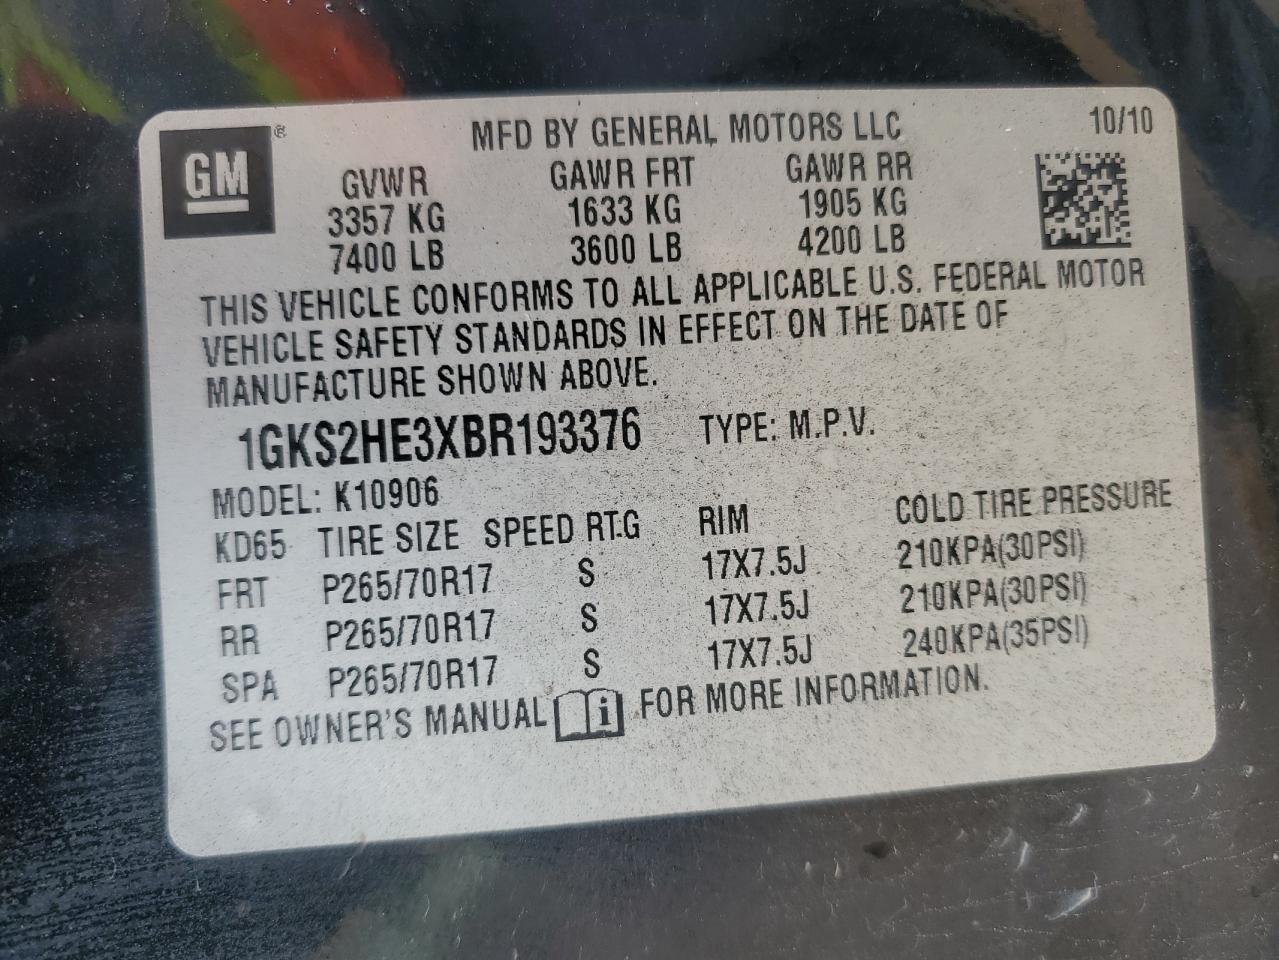 GM ®
MFD BY GENERAL MOTORS LLC 10/10
GVWR GAWR FRT GAWR RR
3357 KG 1633 KG 1905 KG
7400 LB 3600 LB 4200 LB
THIS VEHICLE CONFORMS TO ALL APPLICABLE U.S. FEDERAL MOTOR
VEHICLE SAFETY STANDARDS IN EFFECT ON THE DATE OF
MANUFACTURE SHOWN ABOVE.
1GKS2HE3XBR193376 TYPE: M.P.V.
MODEL: K10906
KD65 TIRE SIZE SPEED RTG RIM COLD TIRE PRESSURE
FRT P265/70R17 S 17X7.5J 210KPA(30PSI)
RR P265/70R17 S 17X7.5J 210KPA(30PSI)
SPA P265/70R17 S 17X7.5J 240KPA(35PSI)
SEE OWNER'S MANUAL i FOR MORE INFORMATION.